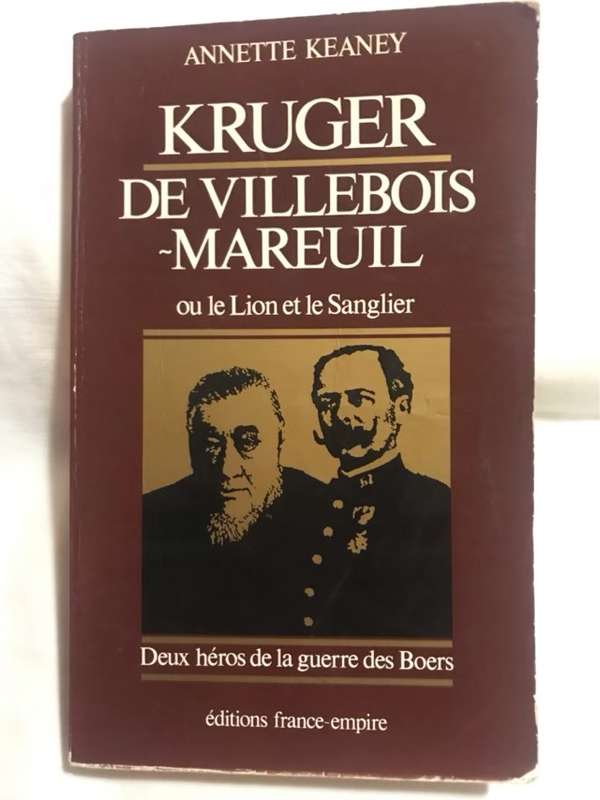 ANNETTE KEANEY
KRUGER
DE VILLEBOIS
~MAREUIL
ou le Lion et le Sanglier
Deux héros de la guerre des Boers
éditions france-empire